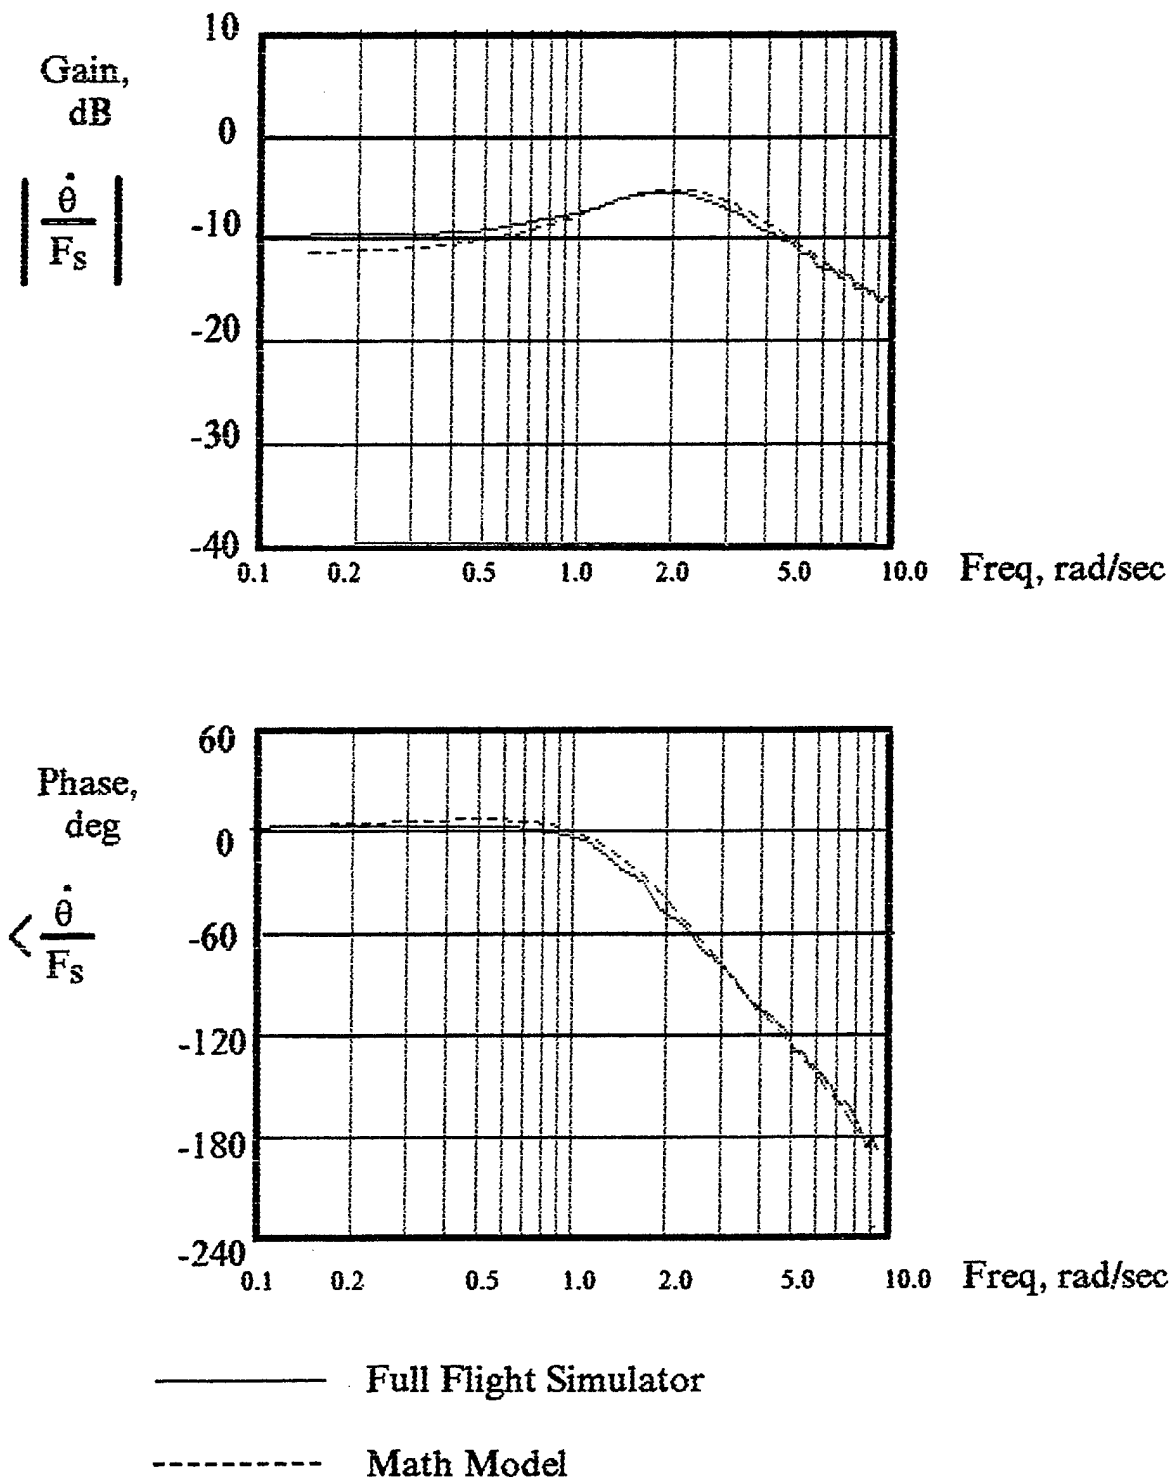 10
Gain,
dB
0
θ̇
Fs
-10
-20
-30
-40
0.1 0.2 0.5 1.0 2.0 5.0 10.0 Freq, rad/sec
60
Phase,
deg
0
< θ̇
Fs
-60
-120
-180
-240
0.1 0.2 0.5 1.0 2.0 5.0 10.0 Freq, rad/sec
Full Flight Simulator
Math Model